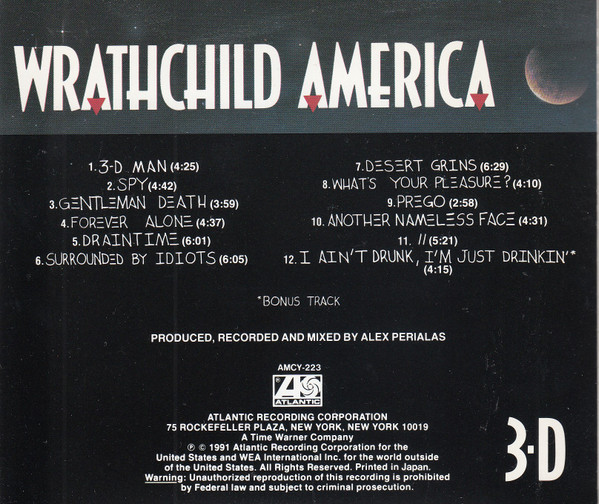 WRATHCHILD AMERICA
1. 3-D MAN (4:25)
2. SPY (4:42)
3. GENTLEMAN DEATH (3:59)
4. FOREVER ALONE (4:37)
5. DRAINTIME (6:01)
6. SURROUNDED BY IDIOTS (6:05)
7. DESERT GRINS (6:29)
8. WHAT'S YOUR PLEASURE? (4:10)
9. PREGO (2:58)
10. ANOTHER NAMELESS FACE (4:31)
11. // (5:21)
12. I AIN'T DRUNK, I'M JUST DRINKIN'*
(4:15)
*BONUS TRACK
PRODUCED, RECORDED AND MIXED BY ALEX PERIALAS
AMCY-223
®
ATLANTIC
ATLANTIC RECORDING CORPORATION
75 ROCKEFELLER PLAZA, NEW YORK, NEW YORK 10019
A Time Warner Company
℗ © 1991 Atlantic Recording Corporation for the
United States and WEA International Inc. for the world outside
of the United States. All Rights Reserved. Printed in Japan.
Warning: Unauthorized reproduction of this recording is prohibited
by Federal law and subject to criminal prosecution.
3-D